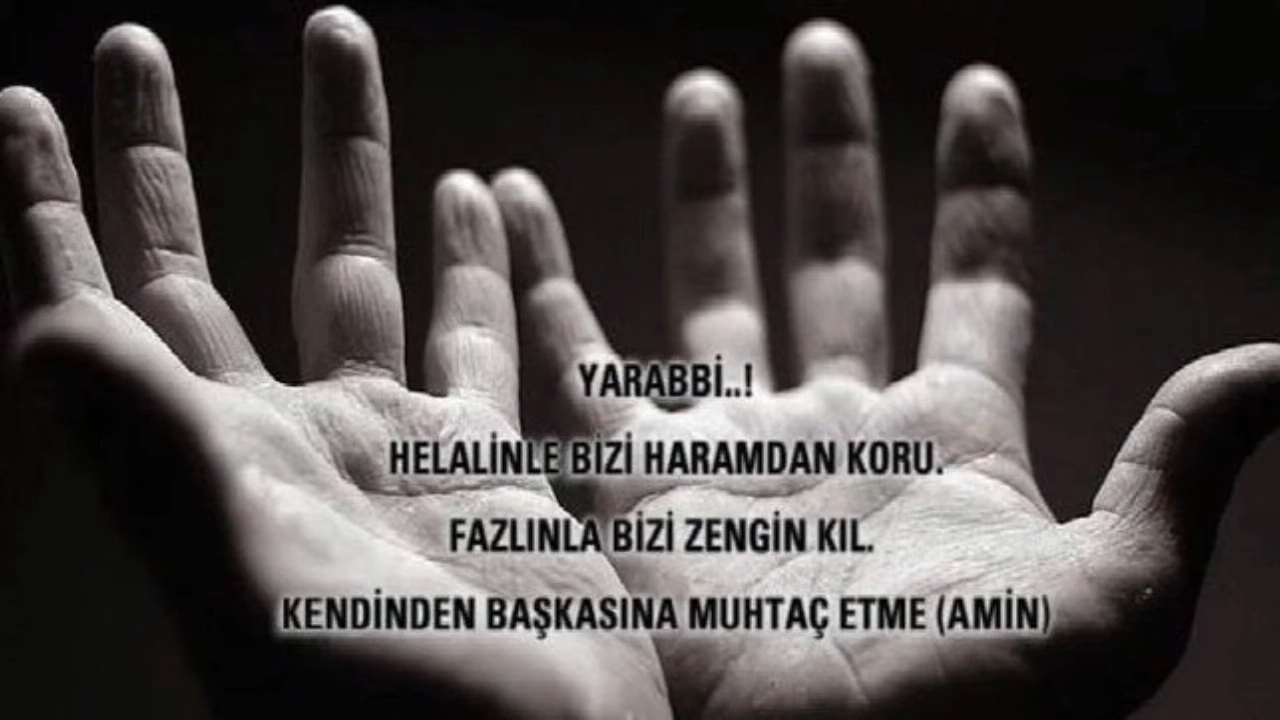 YARABBİ..!
HELALİNLE BİZİ HARAMDAN KORU.
FAZLINLA BİZİ ZENGİN KIL.
KENDİNDEN BAŞKASINA MUHTAÇ ETME (AMİN)